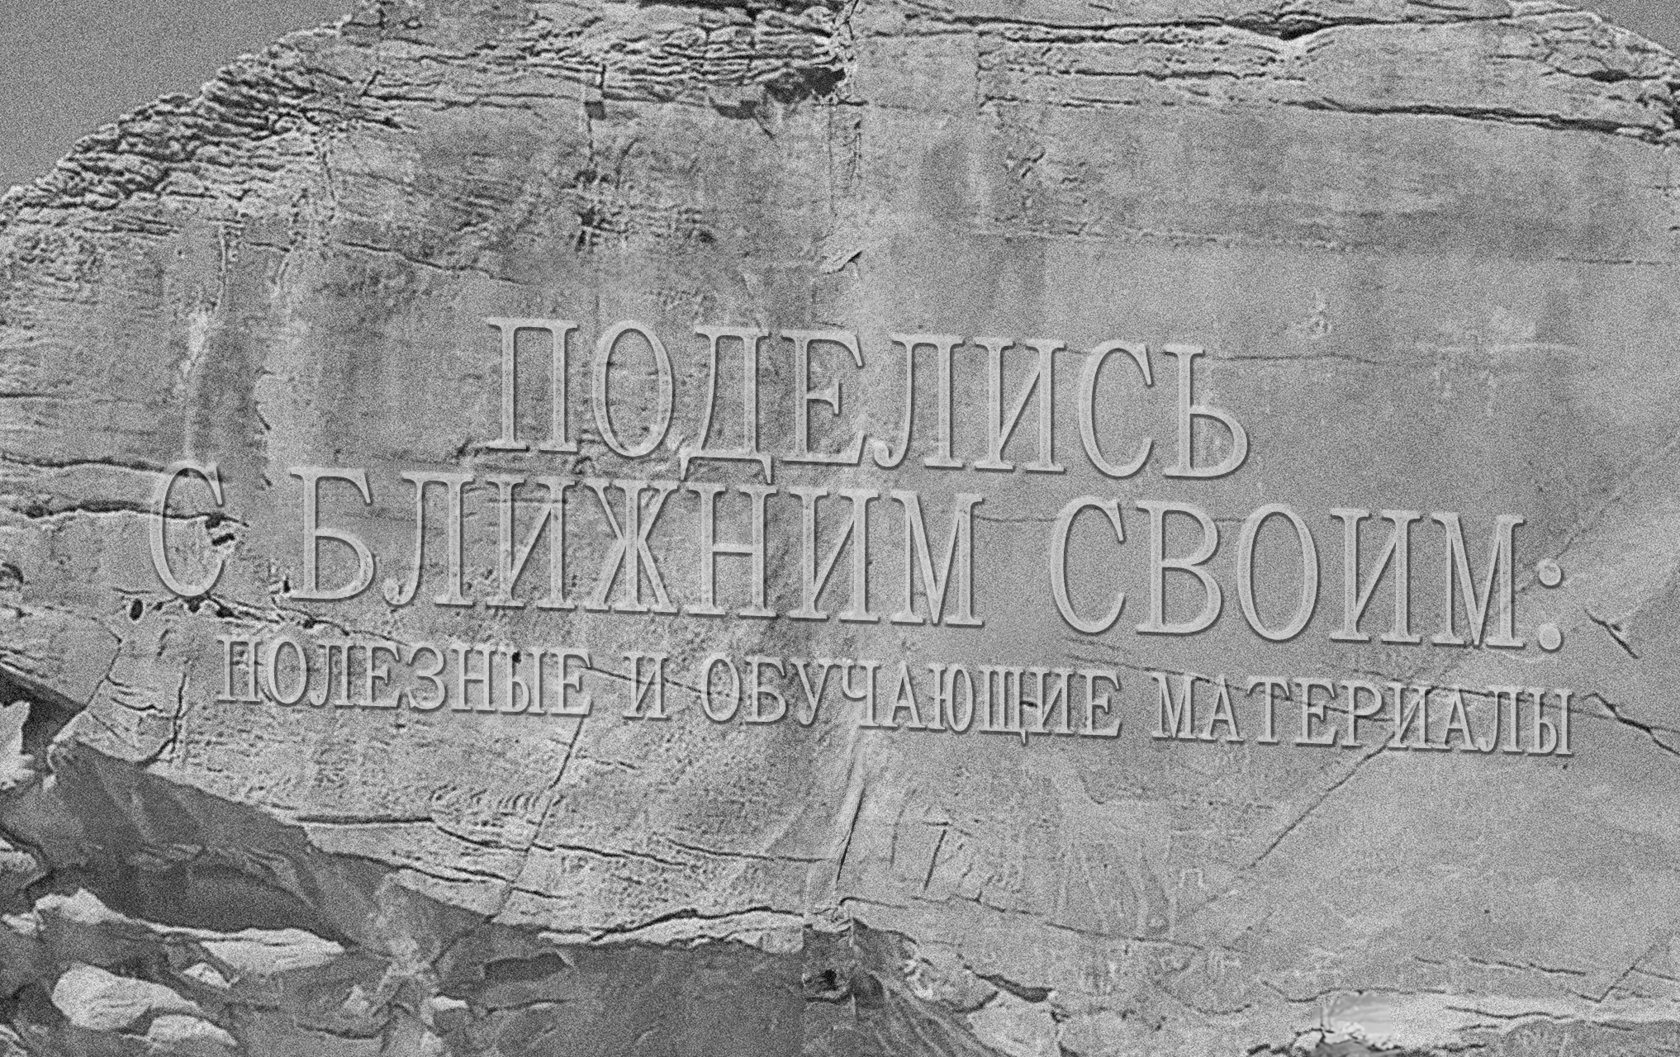 ПОДЕЛИСЬ
С БЛИЖНИМ СВОИМ:
ПОЛЕЗНЫЕ И ОБУЧАЮЩИЕ МАТЕРИАЛЫ